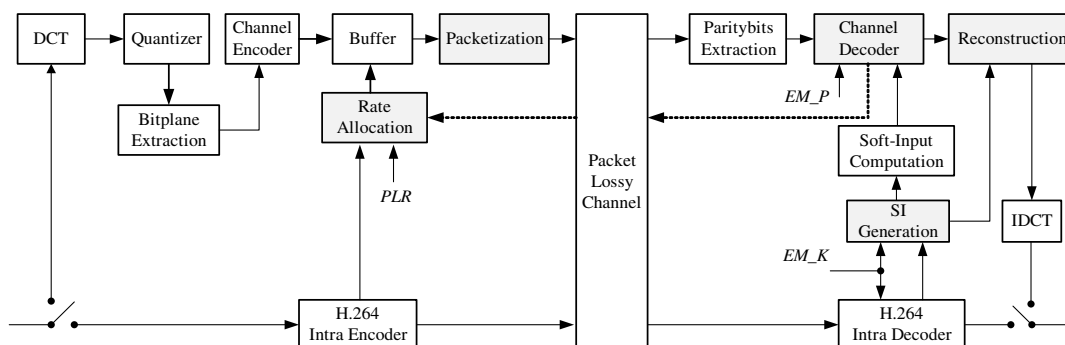 DCT
Quantizer
Channel
Encoder
Buffer
Packetization
Paritybits
Extraction
Channel
Decoder
Reconstruction
Bitplane
Extraction
Rate
Allocation
EM_P
Soft-Input
Computation
PLR
Packet
Lossy
Channel
SI
Generation
IDCT
EM_K
H.264
Intra Encoder
H.264
Intra Decoder